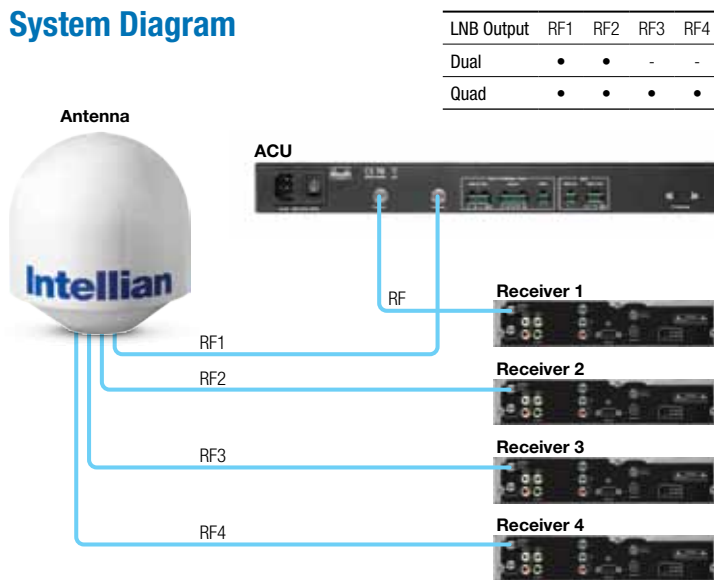 System Diagram
LNB Output RF1 RF2 RF3 RF4
Dual • • - -
Quad • • • •
Antenna
ACU
Intellian
RF
Receiver 1
RF1
Receiver 2
RF2
Receiver 3
RF3
Receiver 4
RF4